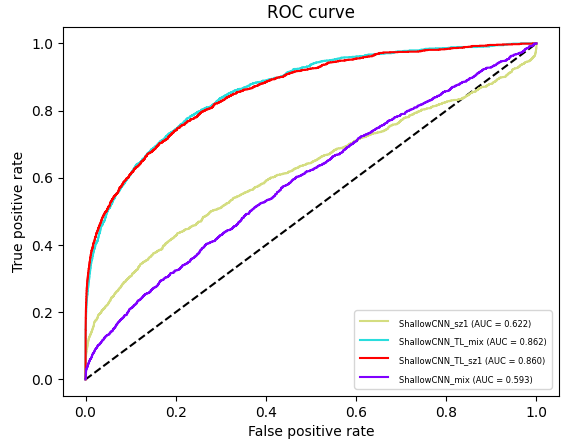 ROC curve
True positive rate
1.0
0.8
0.6
0.4
0.2
0.0
ShallowCNN_sz1 (AUC = 0.622)
ShallowCNN_TL_mix (AUC = 0.862)
ShallowCNN_TL_sz1 (AUC = 0.860)
ShallowCNN_mix (AUC = 0.593)
0.0 0.2 0.4 0.6 0.8 1.0
False positive rate